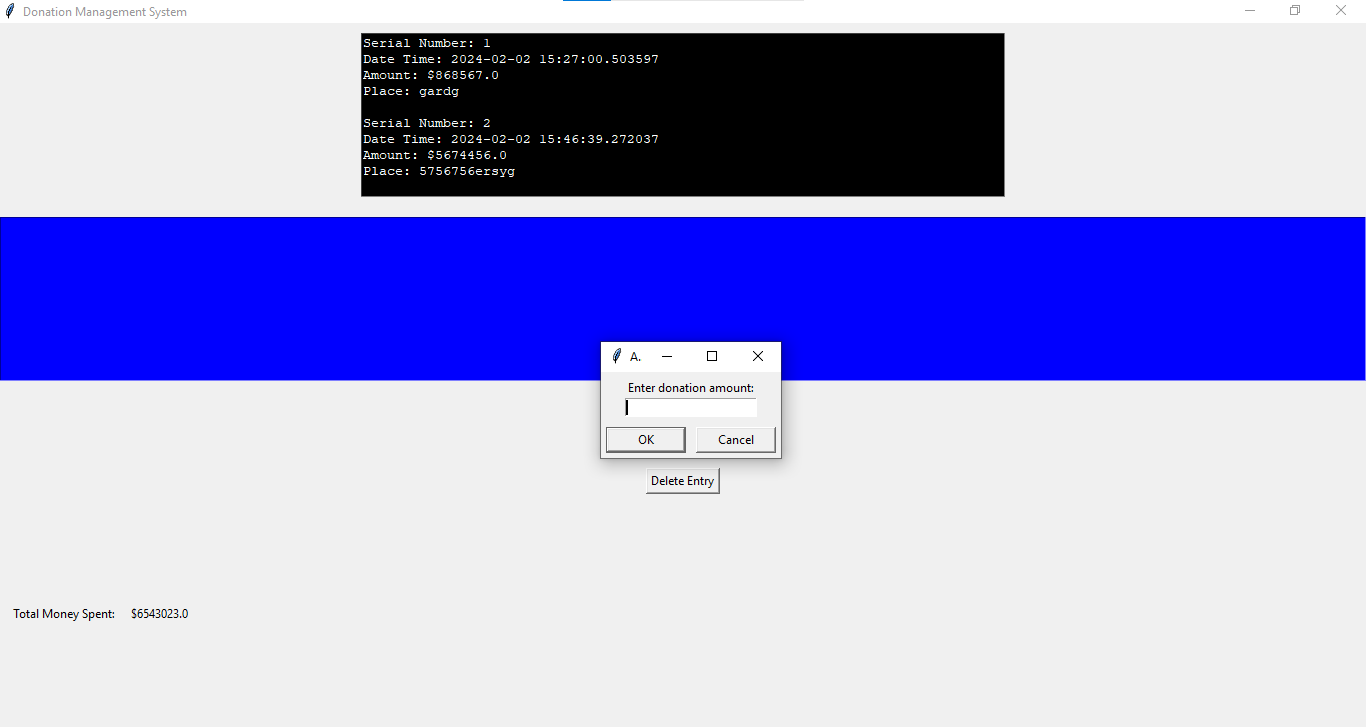 Donation Management System
Serial Number: 1
Date Time: 2024-02-02 15:27:00.503597
Amount: $868567.0
Place: gardg
Serial Number: 2
Date Time: 2024-02-02 15:46:39.272037
Amount: $5674456.0
Place: 5756756ersyg
A.
Enter donation amount:
OK Cancel
Delete Entry
Total Money Spent: $6543023.0